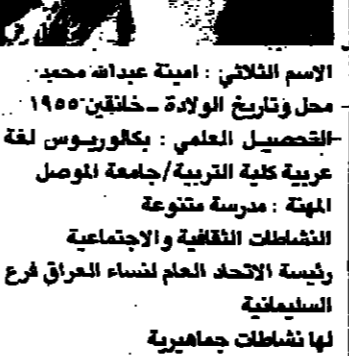 الاسم الثلاثي : امينة عبدالله محمد
محل وتاريخ الولادة ـ خانقين ١٩٥٥
التحصيل العلمي : بكالوريوس لغة
عربية كلية التربية/جامعة الموصل
المهنة : مدرسة متنوعة
النشاطات الثقافية والاجتماعية
رئيسة الاتحاد العام لنساء العراق فرع
السليمانية
لها نشاطات جماهيرية